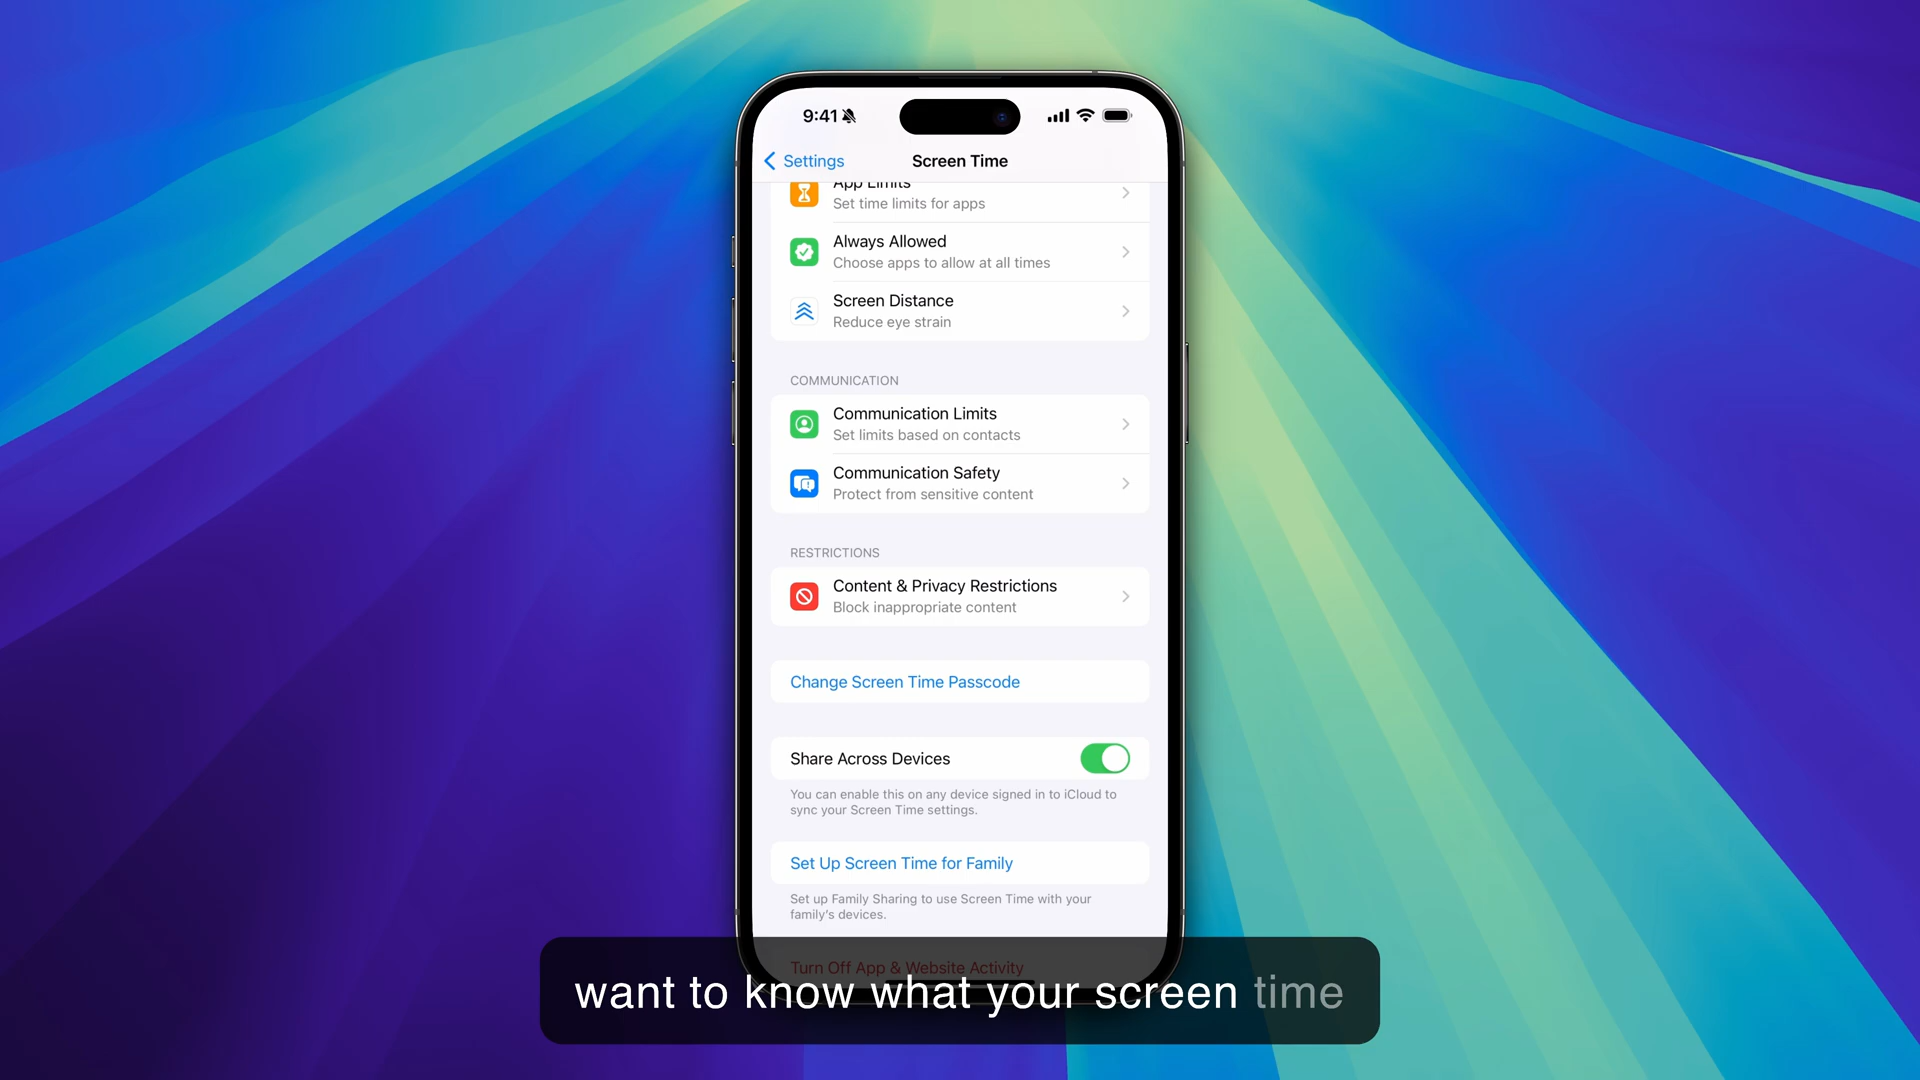 9:41
Settings
Screen Time
App Limits
Set time limits for apps
Always Allowed
Choose apps to allow at all times
Screen Distance
Reduce eye strain
COMMUNICATION
Communication Limits
Set limits based on contacts
Communication Safety
Protect from sensitive content
RESTRICTIONS
Content & Privacy Restrictions
Block inappropriate content
Change Screen Time Passcode
Share Across Devices
You can enable this on any device signed in to iCloud to
sync your Screen Time settings.
Set Up Screen Time for Family
Set up Family Sharing to use Screen Time with your
family's devices.
Turn Off App & Website Activity
want to know what your screen time